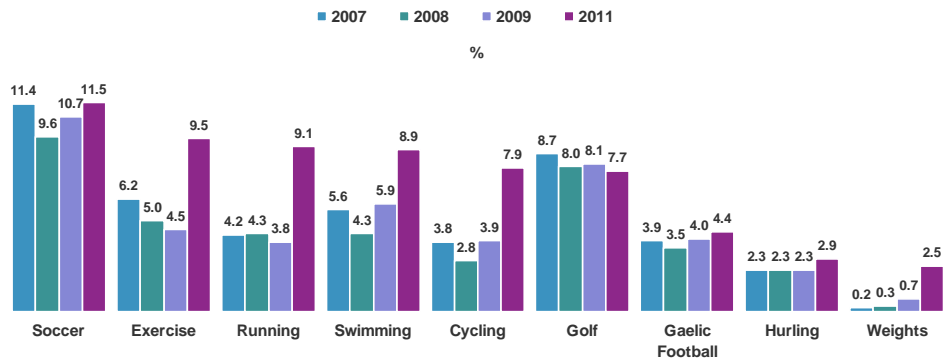 2007 2008 2009 2011
%
11.4 9.6 10.7 11.5
6.2 5.0 4.5 9.5
4.2 4.3 3.8 9.1
5.6 4.3 5.9 8.9
3.8 2.8 3.9 7.9
8.7 8.0 8.1 7.7
3.9 3.5 4.0 4.4
2.3 2.3 2.3 2.9
0.2 0.3 0.7 2.5
Soccer Exercise Running Swimming Cycling Golf Gaelic Hurling Weights
Football